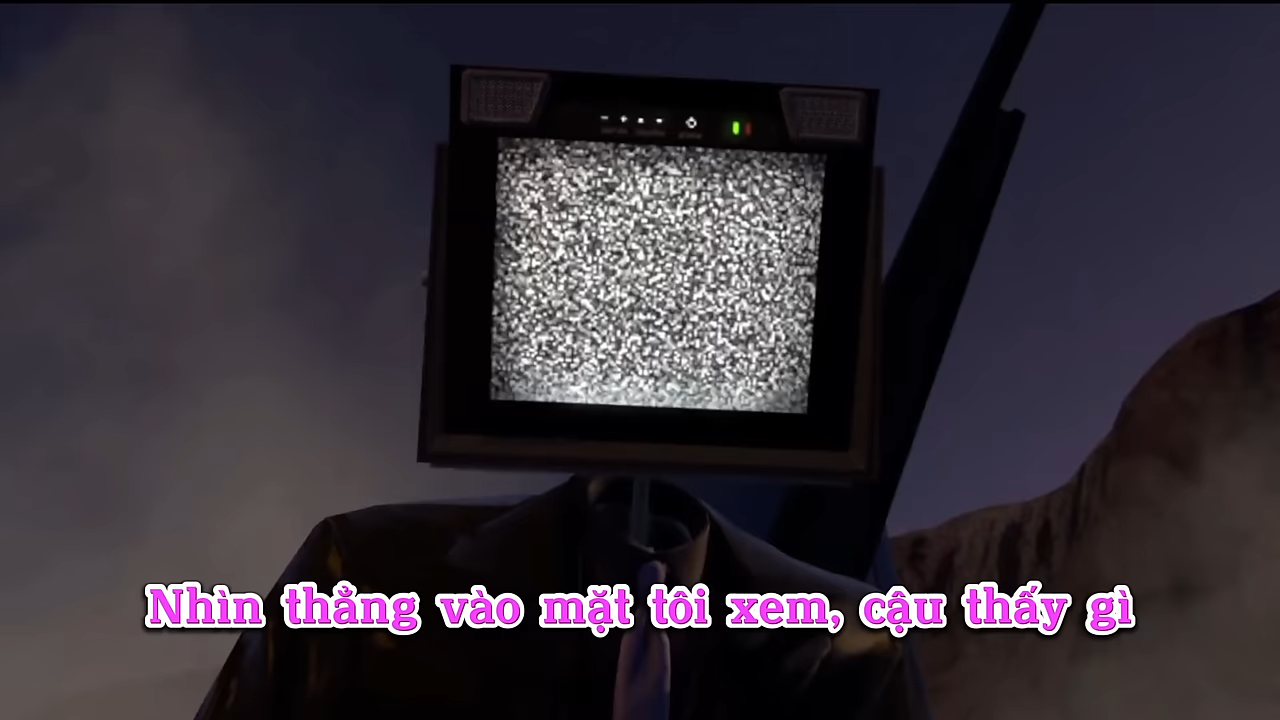 Nhìn thẳng vào mặt tôi xem, cậu thấy gì